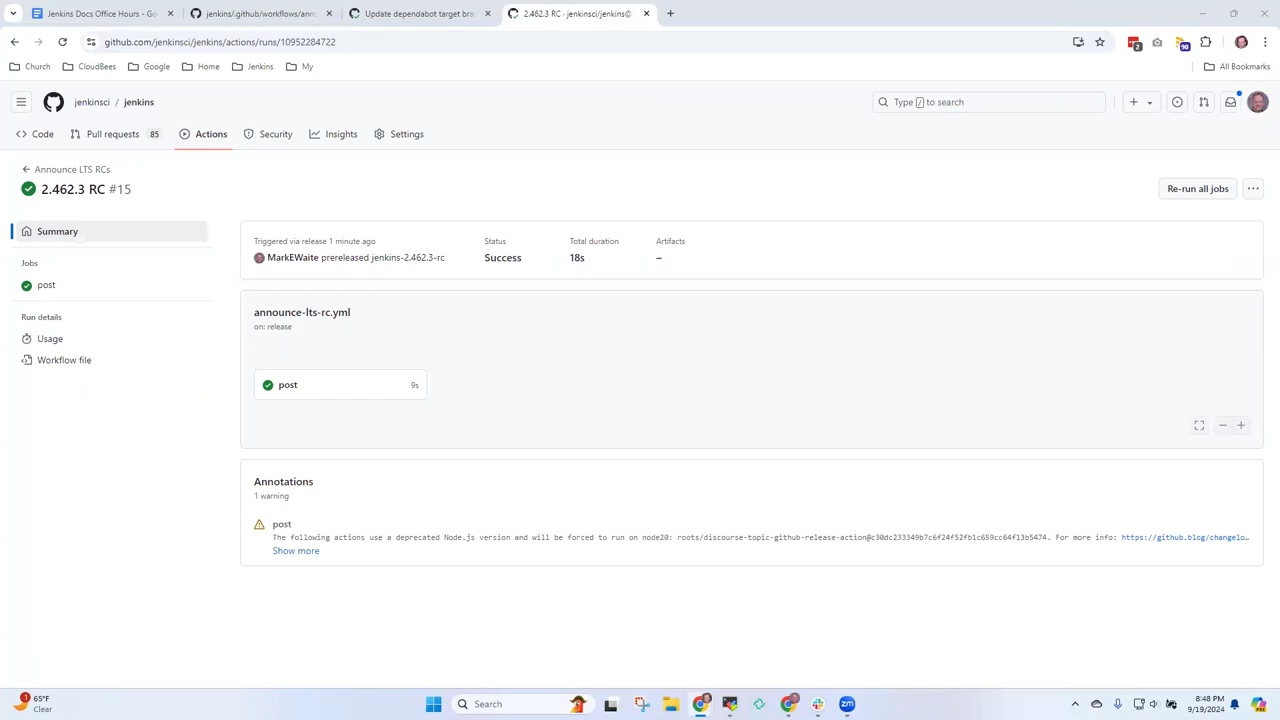 Jenkins Docs Office Hours - Go
jenkins/.github/workflows/anno
Update dependabot target bra
2.462.3 RC · jenkinsci/jenkins@
github.com/jenkinsci/jenkins/actions/runs/10952284722
2
90
Church
CloudBees
Google
Home
Jenkins
My
All Bookmarks
jenkinsci / jenkins
Type / to search
Code
Pull requests 85
Actions
Security
Insights
Settings
Announce LTS RCs
2.462.3 RC #15
Re-run all jobs
Summary
Jobs
post
Run details
Usage
Workflow file
Triggered via release 1 minute ago
MarkEWaite prereleased jenkins-2.462.3-rc
Status
Success
Total duration
18s
Artifacts
–
announce-lts-rc.yml
on: release
post 9s
Annotations
1 warning
post
The following actions use a deprecated Node.js version and will be forced to run on node20: roots/discourse-topic-github-release-action@c30dc233349b7c6f24f52fb1c659cc64f13b5474. For more info: https://github.blog/changelo…
Show more
1
65°F
Clear
Search
zm
8:48 PM
9/19/2024